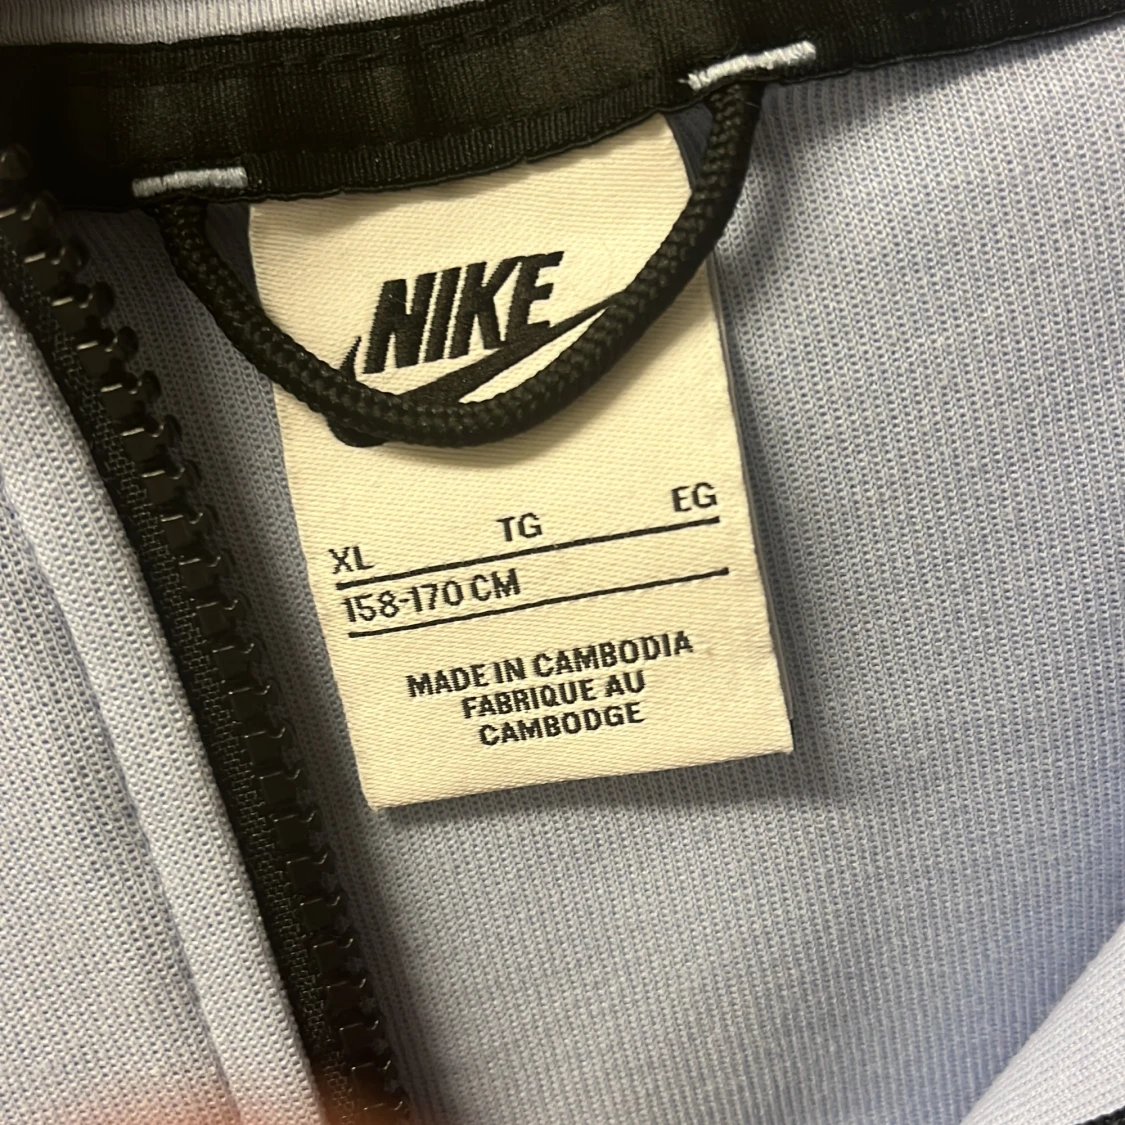 NIKE
XL TG EG
158-170 CM
MADE IN CAMBODIA
FABRIQUE AU
CAMBODGE